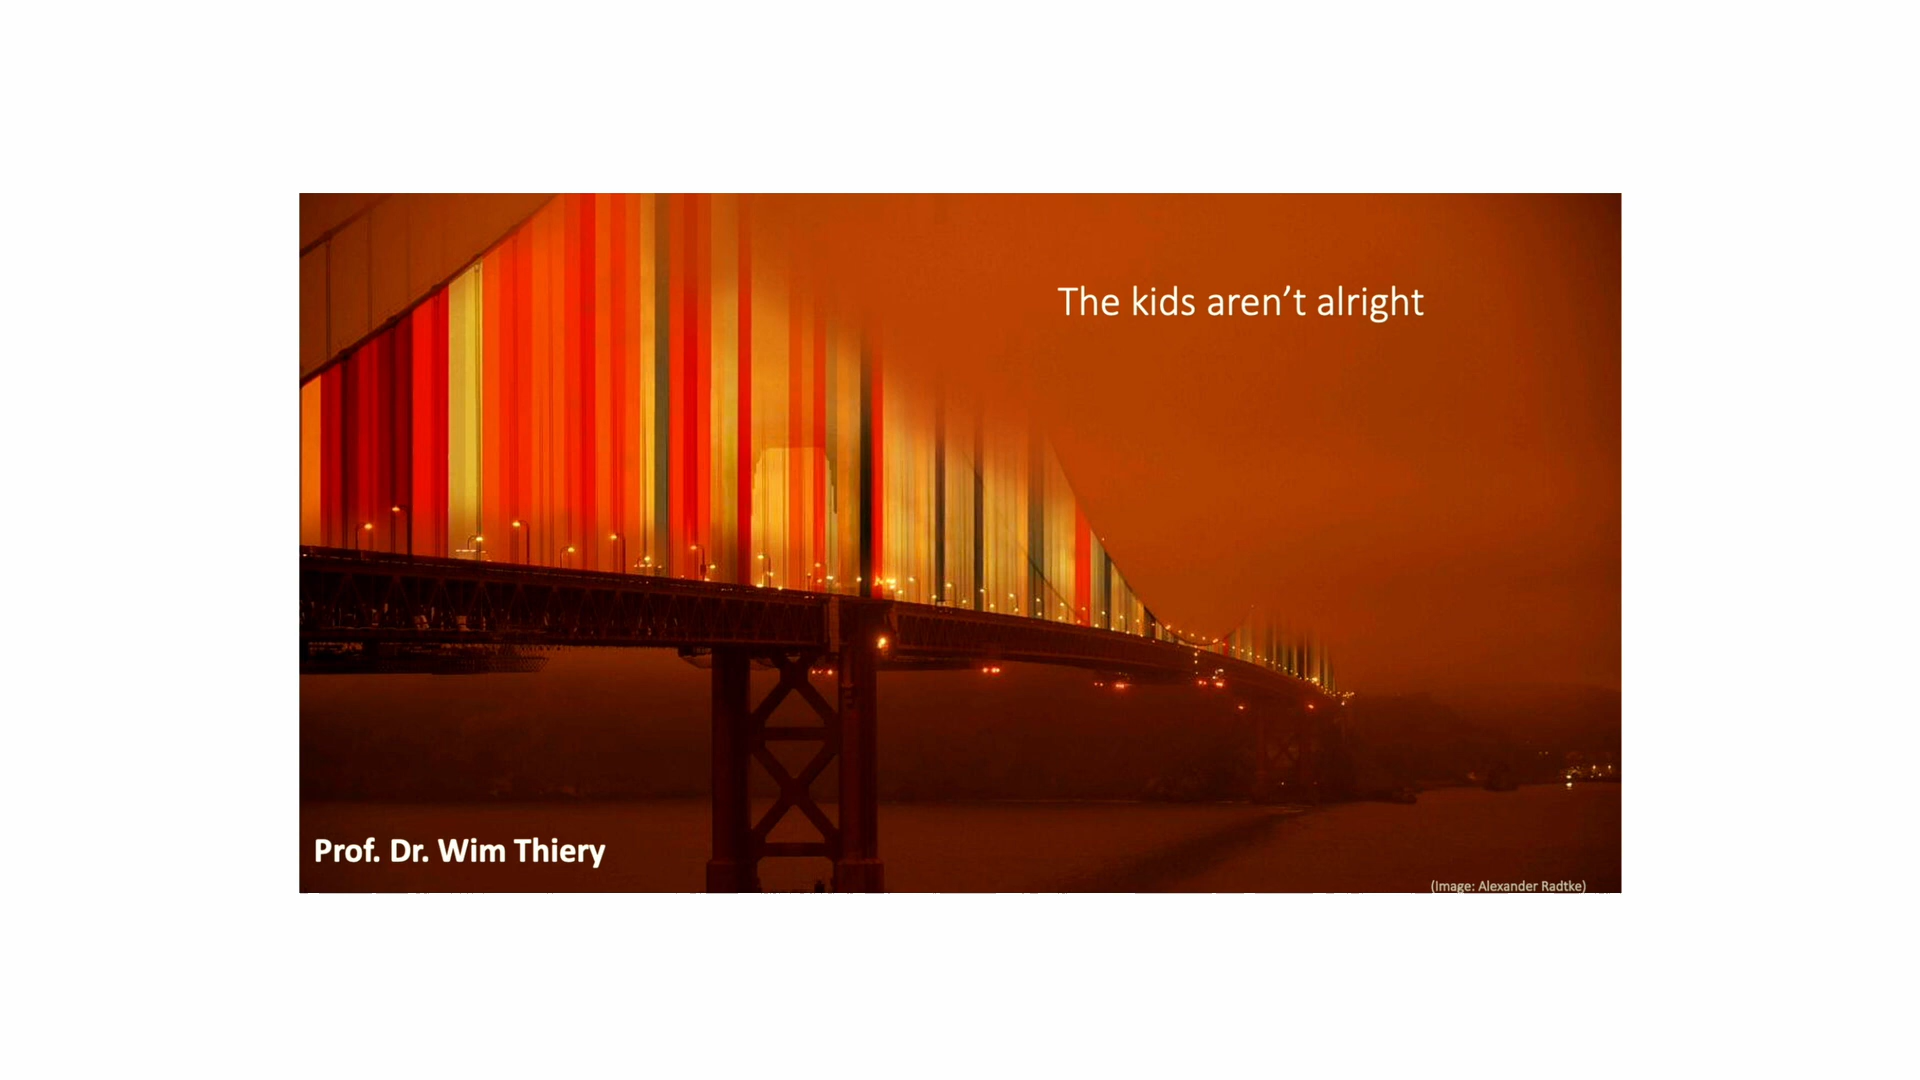 The kids aren’t alright
Prof. Dr. Wim Thiery
(Image: Alexander Radtke)